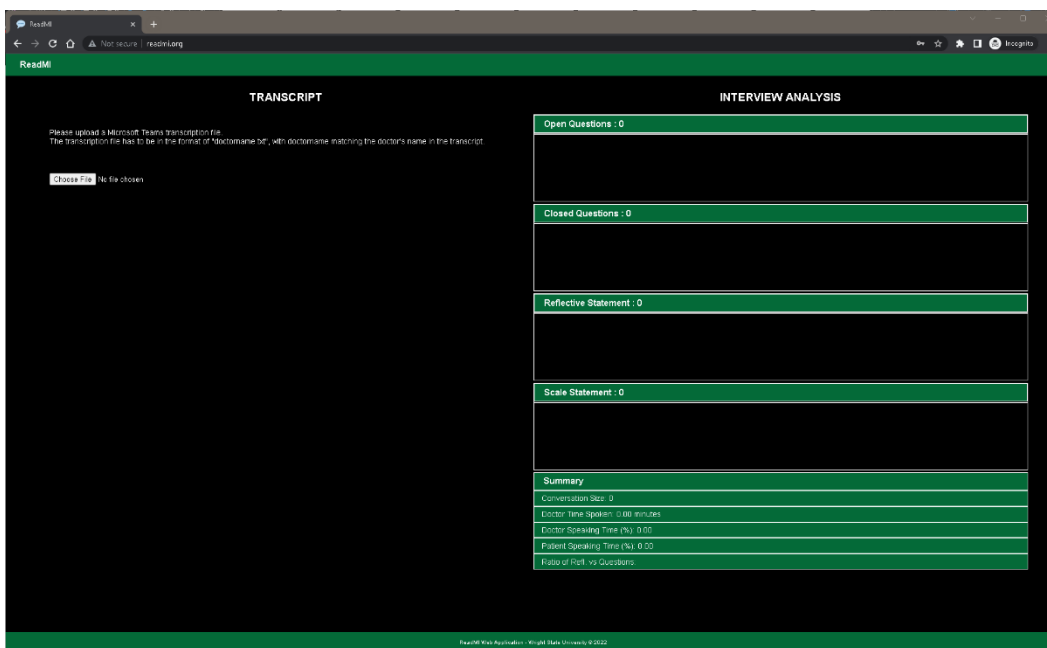 ReadMI
Not secure | readmi.org
Incognito
ReadMI
TRANSCRIPT
Please upload a Microsoft Teams transcription file.
The transcription file has to be in the format of "doctorname.txt", with doctorname matching the doctor's name in the transcript.
Choose File No file chosen
INTERVIEW ANALYSIS
Open Questions : 0
Closed Questions : 0
Reflective Statement : 0
Scale Statement : 0
Summary
Conversation Size: 0
Doctor Time Spoken: 0.00 minutes
Doctor Speaking Time (%): 0.00
Patient Speaking Time (%): 0.00
Ratio of Refl. vs Questions:
ReadMI Web Application - Wright State University © 2022